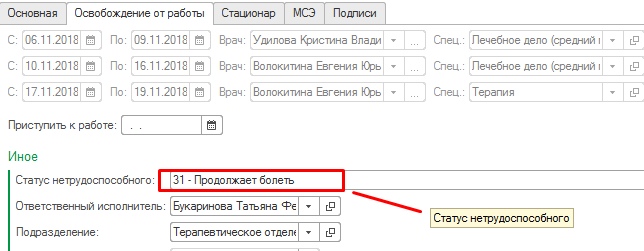 Основная Освобождение от работы Стационар МСЭ Подписи
С: 06.11.2018 По: 09.11.2018 Врач: Удилова Кристина Влади ... Спец.: Лечебное дело (средний
С: 10.11.2018 По: 16.11.2018 Врач: Волокитина Евгения Юрь ... Спец.: Лечебное дело (средний
С: 17.11.2018 По: 19.11.2018 Врач: Волокитина Евгения Юрь ... Спец.: Терапия
Приступить к работе: . .
Иное
Статус нетрудоспособного: 31 - Продолжает болеть
Ответственный исполнитель: Букаринова Татьяна Фе Статус нетрудоспособного
Подразделение: Терапевтическое отделе